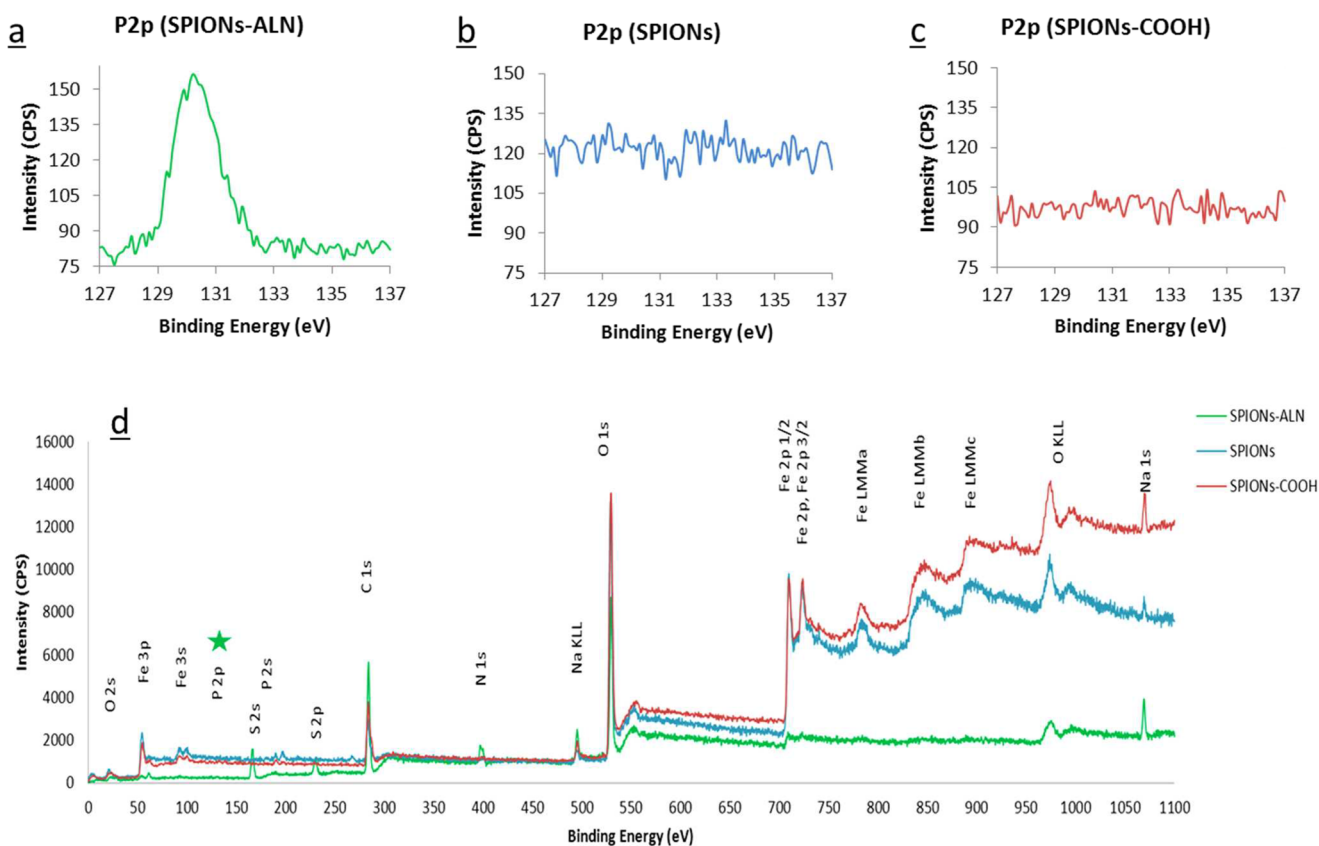 a
P2p (SPIONs-ALN)
Intensity (CPS)
150
135
120
105
90
75
127 129 131 133 135 137
Binding Energy (eV)
b
P2p (SPIONs)
Intensity (CPS)
150
135
120
105
90
75
127 129 131 133 135 137
Binding Energy (eV)
c
P2p (SPIONs-COOH)
Intensity (CPS)
150
135
120
105
90
75
127 129 131 133 135 137
Binding Energy (eV)
d
Intensity (CPS)
16000
14000
12000
10000
8000
6000
4000
2000
0
O 2s
Fe 3p
Fe 3s
P 2p
S 2s
P 2s
S 2p
C 1s
N 1s
Na KLL
O 1s
Fe 2p 1/2
Fe 2p, Fe 2p 3/2
Fe LMMa
Fe LMMb
Fe LMMc
O KLL
Na 1s
0 50 100 150 200 250 300 350 400 450 500 550 600 650 700 750 800 850 900 950 1000 1050 1100
Binding Energy (eV)
SPIONs-ALN
SPIONs
SPIONs-COOH